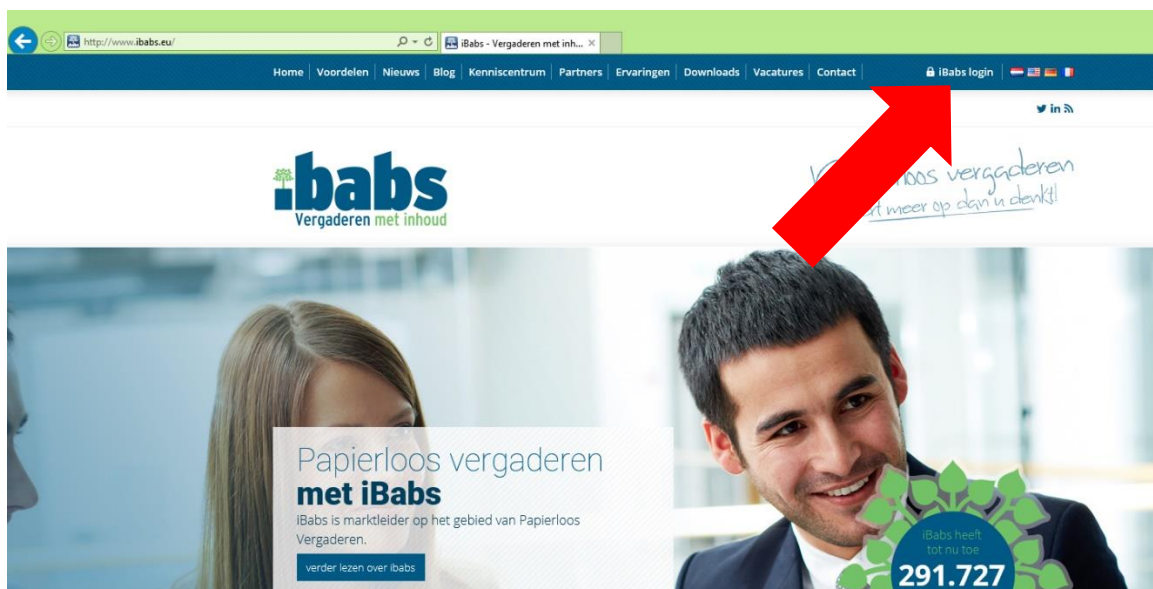 http://www.ibabs.eu/
iBabs - Vergaderen met inh...
Home Voordelen Nieuws Blog Kenniscentrum Partners Ervaringen Downloads Vacatures Contact iBabs login
ibabs
Vergaderen met inhoud
vergaderen
meer op dan u denkt!
Papierloos vergaderen
met iBabs
iBabs is marktleider op het gebied van Papierloos
Vergaderen.
verder lezen over ibabs
iBabs heeft
tot nu toe
291.727